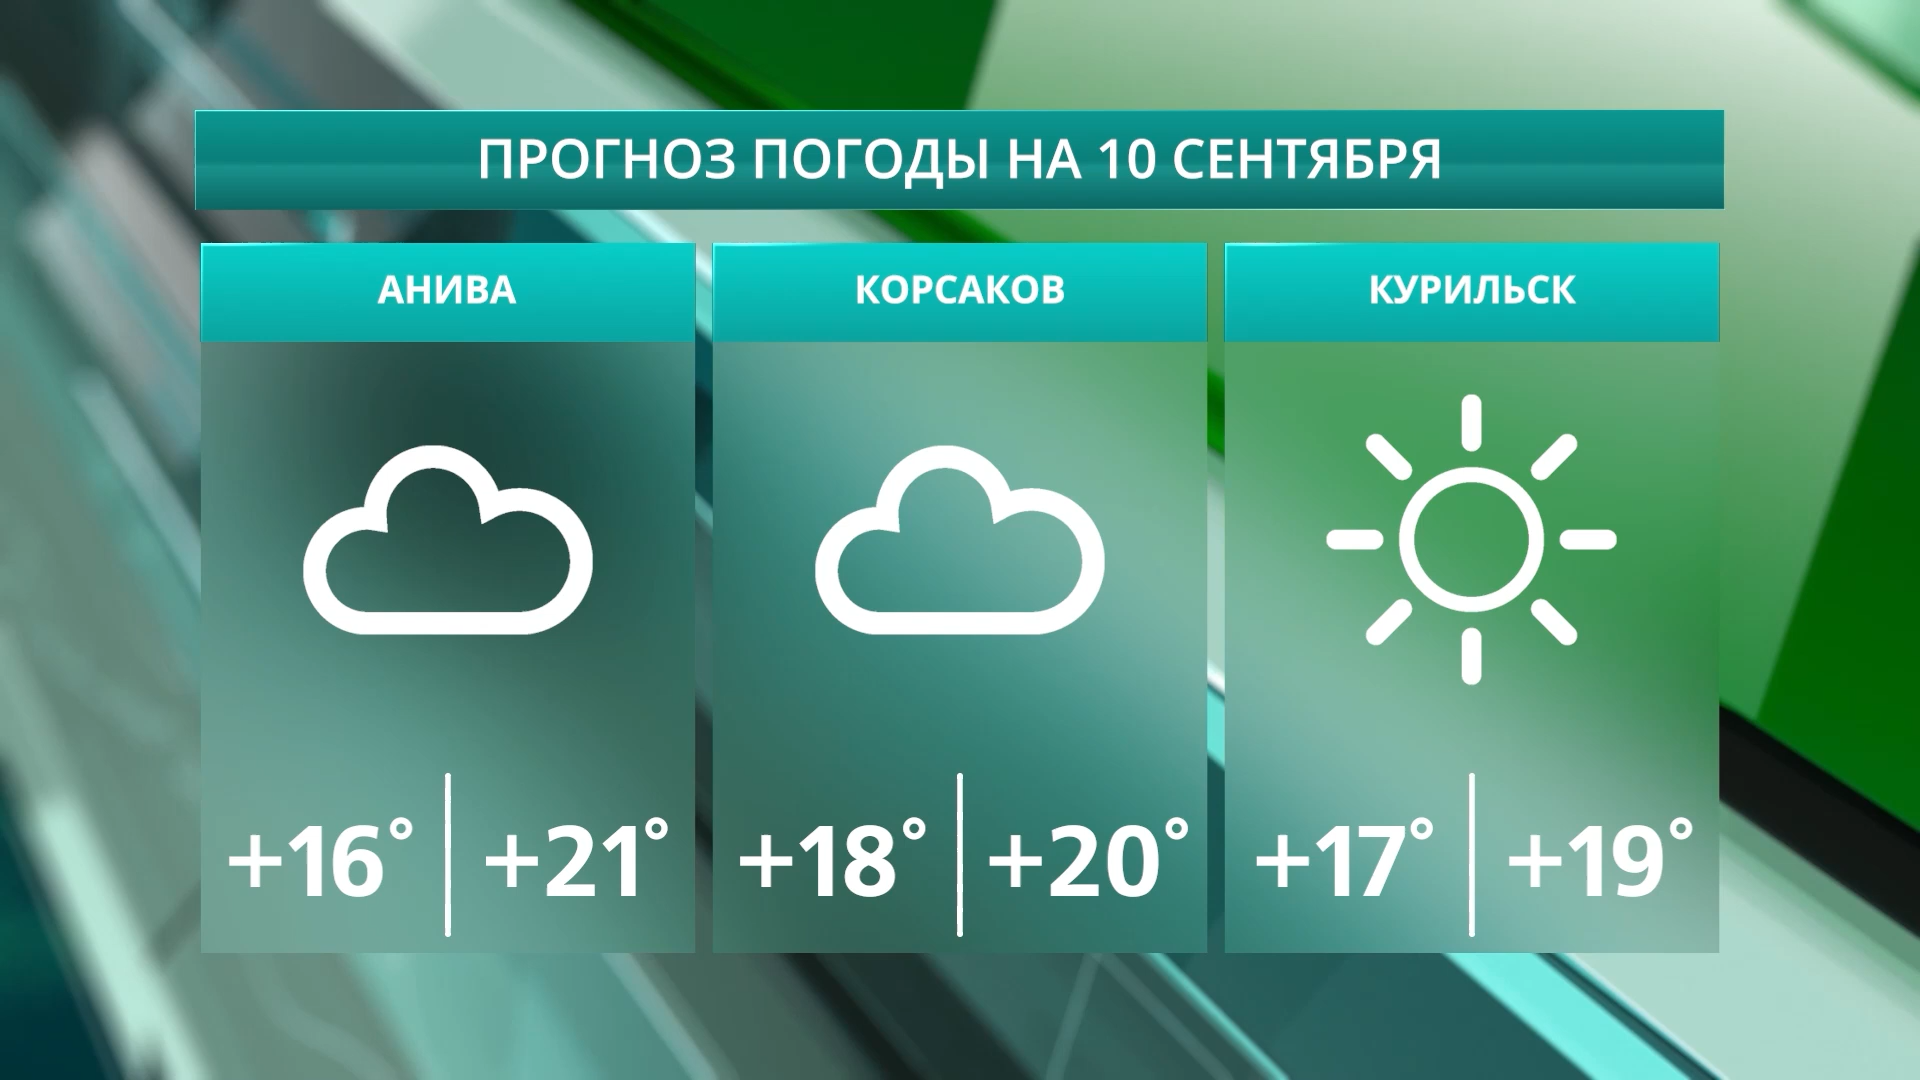 ПРОГНОЗ ПОГОДЫ НА 10 СЕНТЯБРЯ
АНИВА
+16° +21°
КОРСАКОВ
+18° +20°
КУРИЛЬСК
+17° +19°